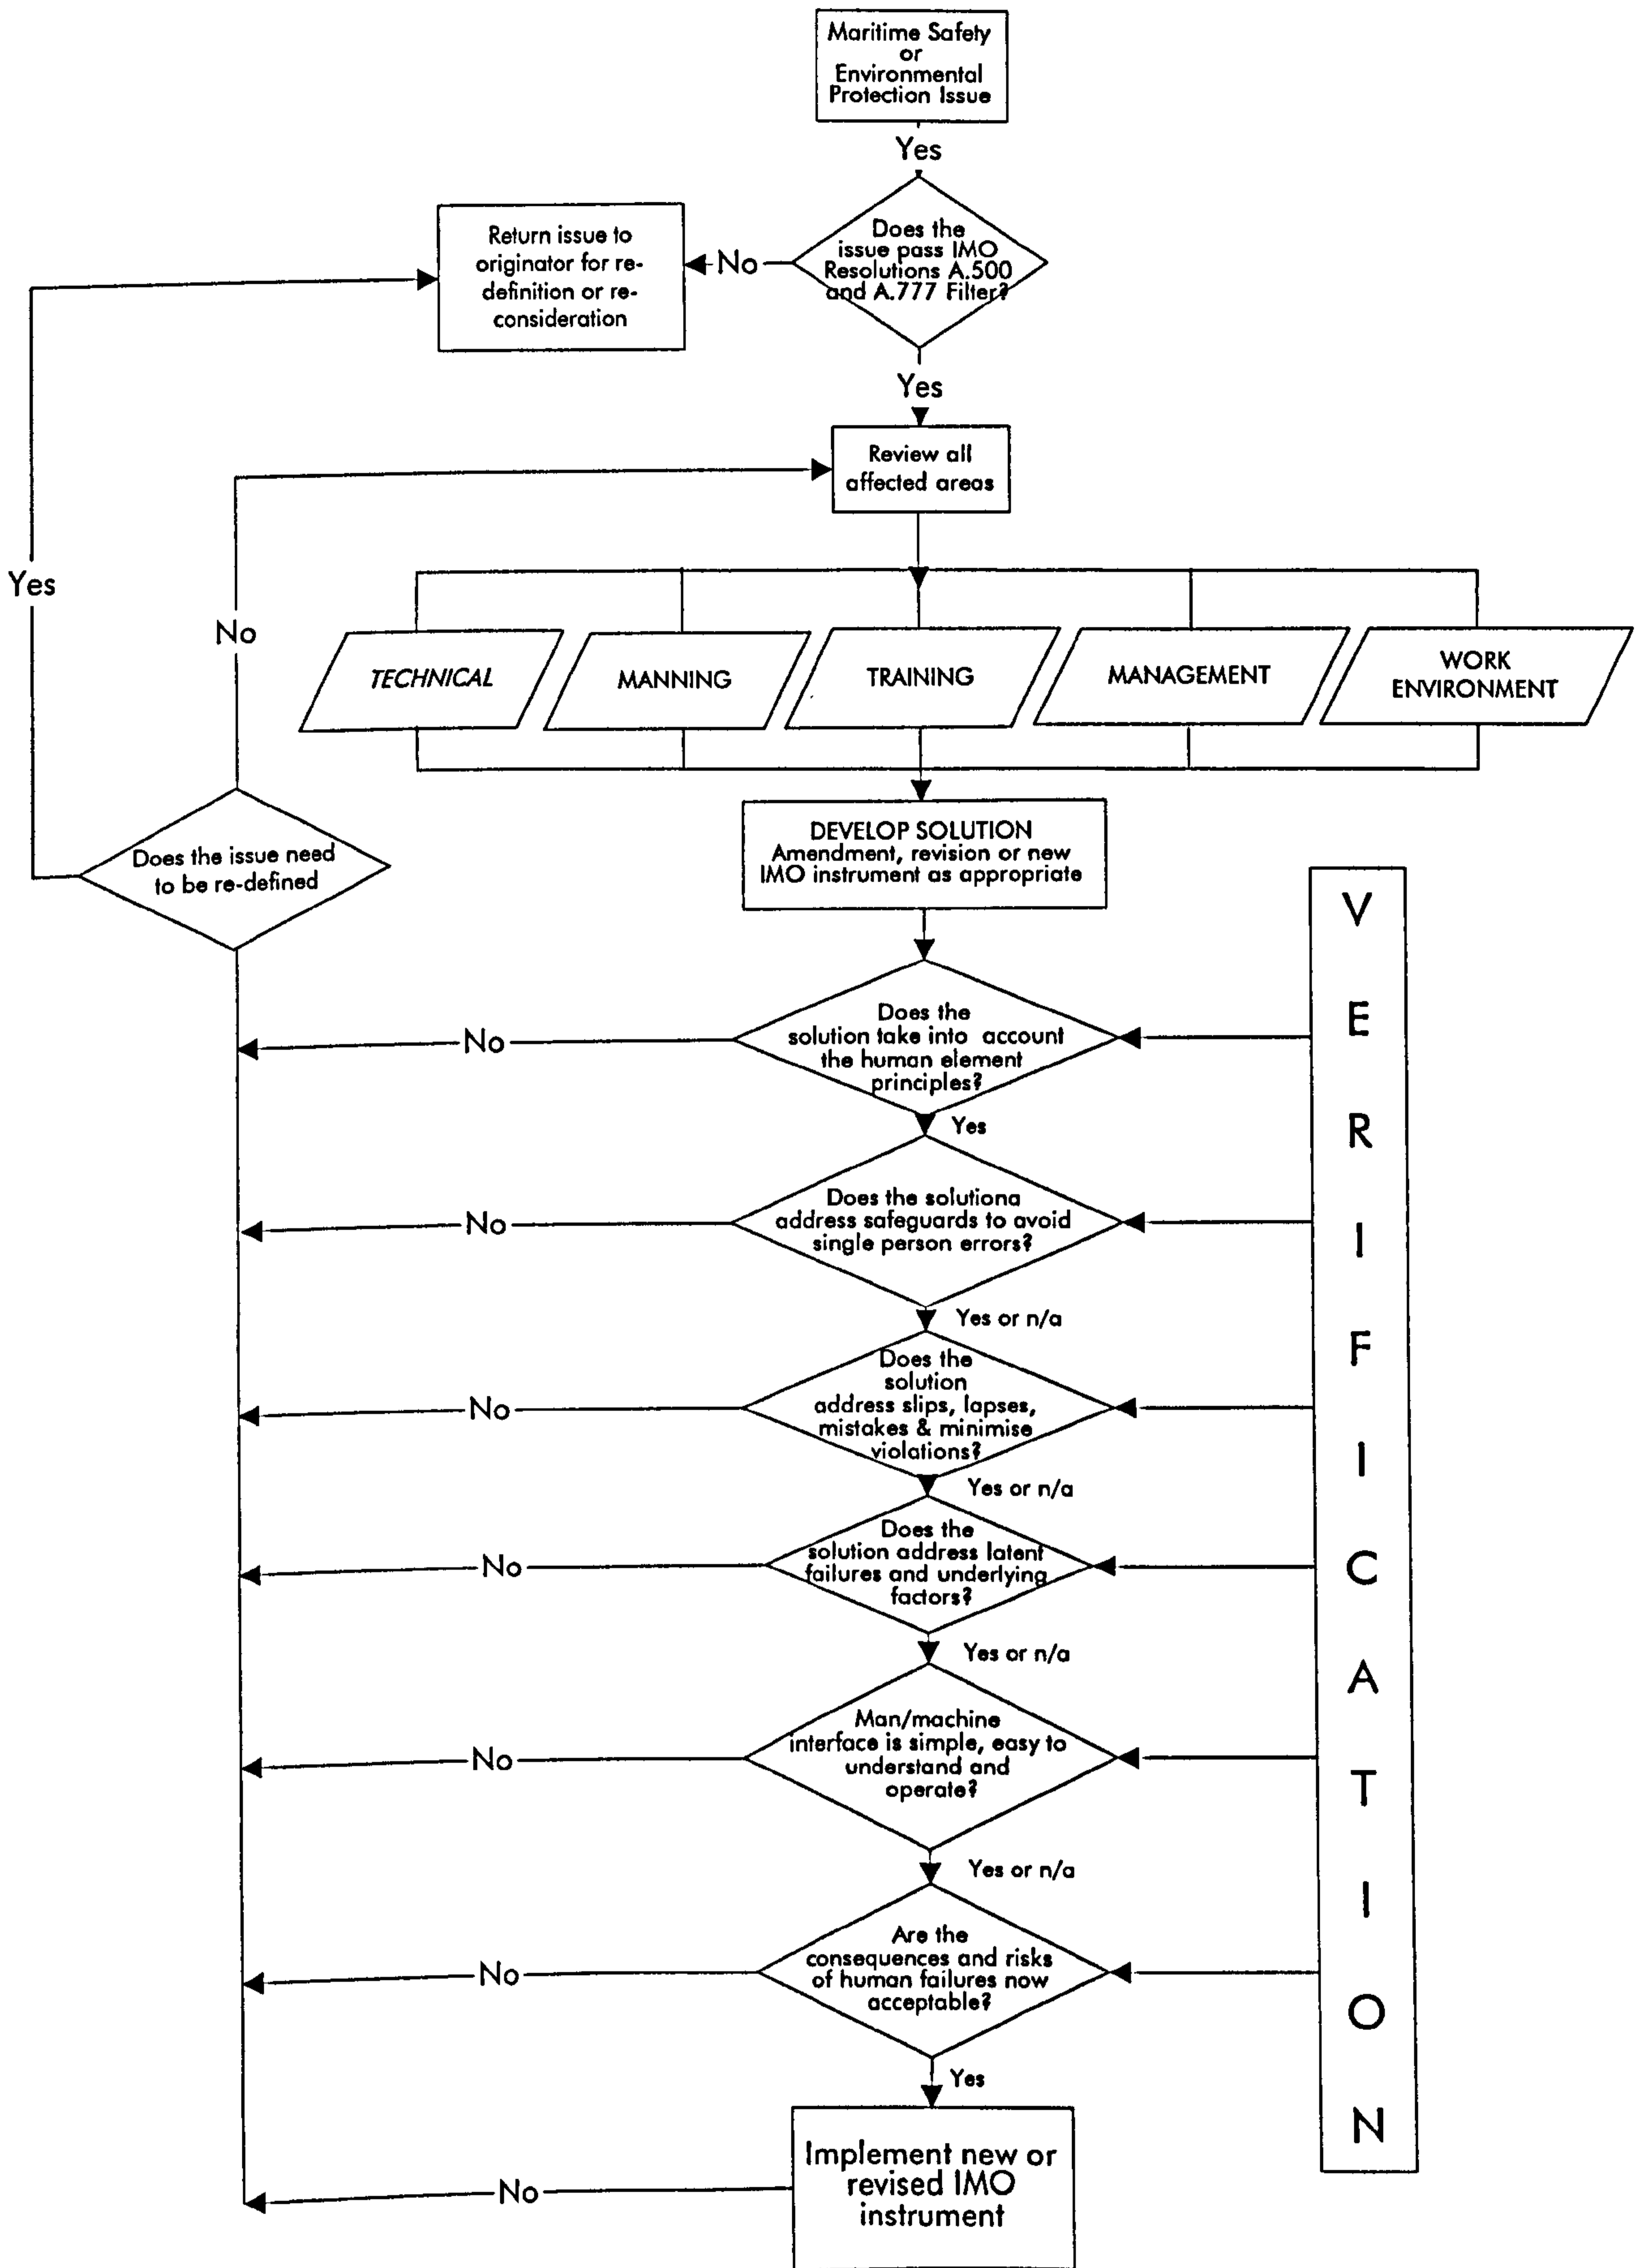 Maritime Safety
or
Environmental
Protection Issue
Yes
Does the
issue pass IMO
Resolutions A.500
and A.777 Filter?
No
Return issue to
originator for re-
definition or re-
consideration
Yes
Review all
affected areas
Yes
No
TECHNICAL
MANNING
TRAINING
MANAGEMENT
WORK
ENVIRONMENT
DEVELOP SOLUTION
Amendment, revision or new
IMO instrument as appropriate
Does the issue need
to be re-defined
VERIFICATION
Does the
solution take into account
the human element
principles?
No
Yes
Does the solutiona
address safeguards to avoid
single person errors?
No
Yes or n/a
Does the
solution
address slips, lapses,
mistakes & minimise
violations?
No
Yes or n/a
Does the
solution address latent
failures and underlying
factors?
No
Yes or n/a
Man/machine
interface is simple, easy to
understand and
operate?
No
Yes or n/a
Are the
consequences and risks
of human failures now
acceptable?
No
Yes
Implement new or
revised IMO
instrument
No